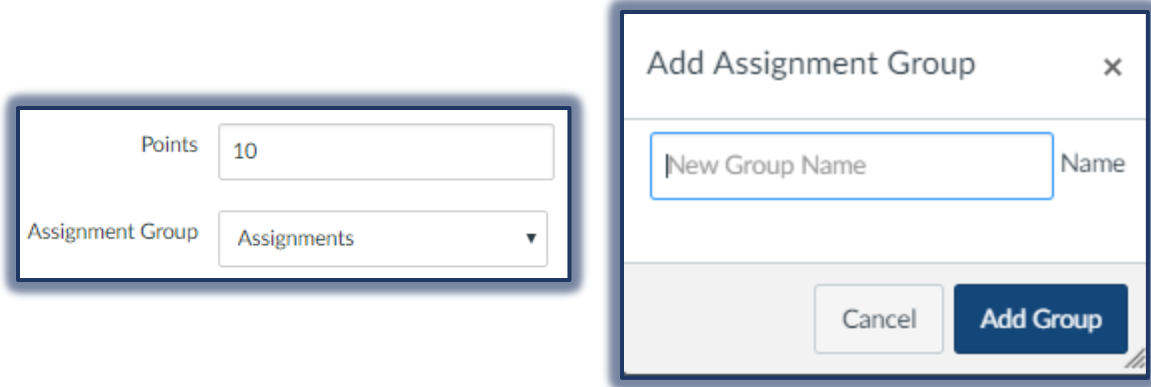 Points 10
Assignment Group Assignments
Add Assignment Group ×
New Group Name Name
Cancel Add Group